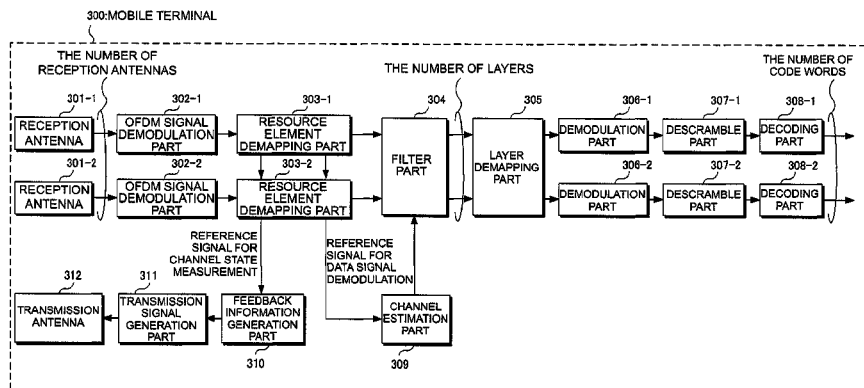 300:MOBILE TERMINAL
THE NUMBER OF
RECEPTION ANTENNAS
THE NUMBER OF LAYERS
THE NUMBER OF
CODE WORDS
301-1
302-1
303-1
304
305
306-1
307-1
308-1
RECEPTION
ANTENNA
OFDM SIGNAL
DEMODULATION
PART
RESOURCE
ELEMENT
DEMAPPING PART
FILTER
PART
LAYER
DEMAPPING
PART
DEMODULATION
PART
DESCRAMBLE
PART
DECODING
PART
301-2
302-2
303-2
306-2
307-2
308-2
RECEPTION
ANTENNA
OFDM SIGNAL
DEMODULATION
PART
RESOURCE
ELEMENT
DEMAPPING PART
DEMODULATION
PART
DESCRAMBLE
PART
DECODING
PART
REFERENCE
SIGNAL FOR
CHANNEL STATE
MEASUREMENT
REFERENCE
SIGNAL FOR
DATA SIGNAL
DEMODULATION
312
311
TRANSMISSION
ANTENNA
TRANSMISSION
SIGNAL
GENERATION
PART
FEEDBACK
INFORMATION
GENERATION
PART
CHANNEL
ESTIMATION
PART
310
309